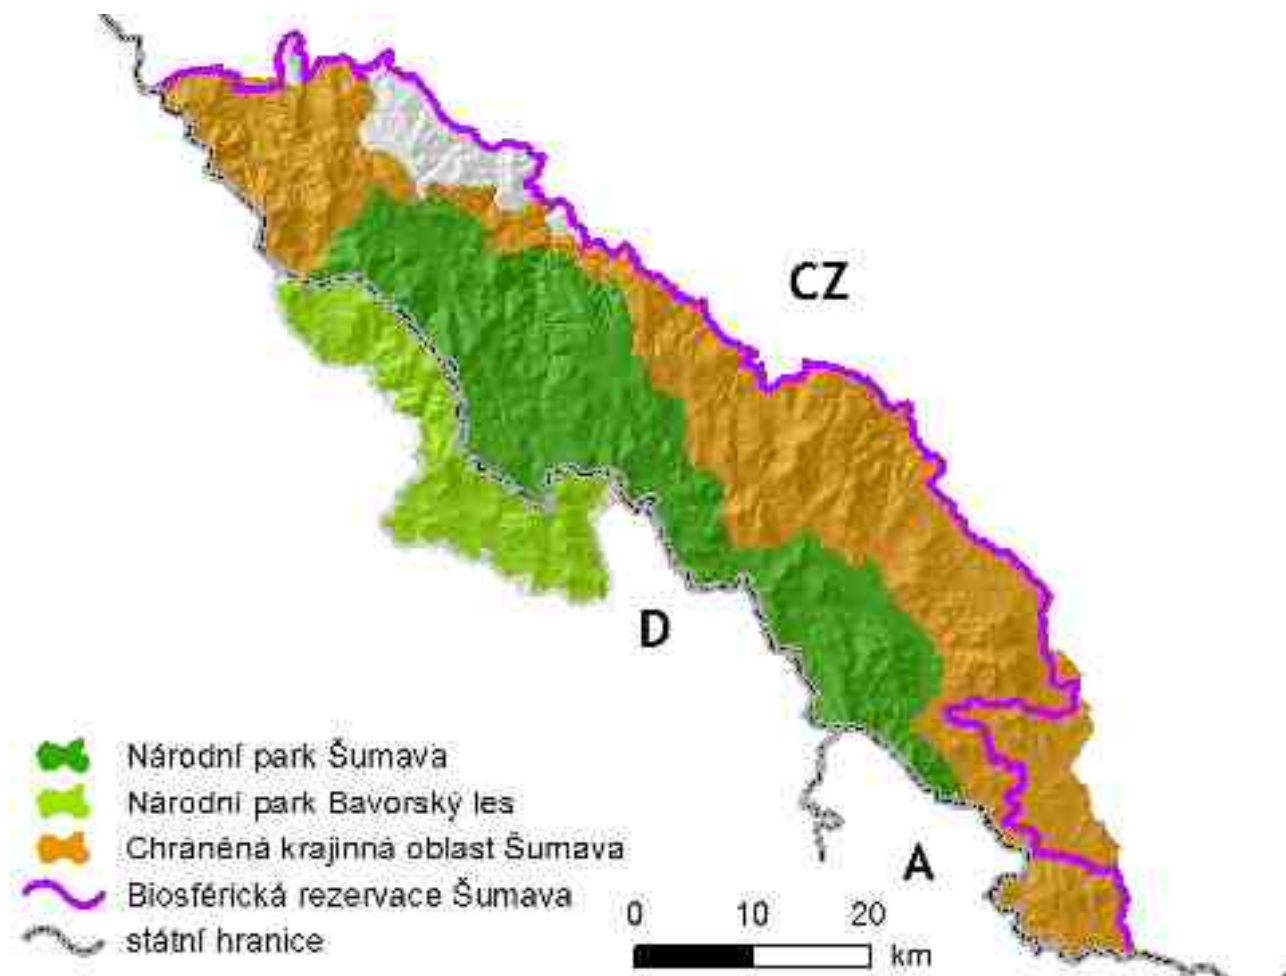 CZ
D
Národní park Šumava
Národní park Bavorský les
Chráněná krajinná oblast Šumava
A
Biosférická rezervace Šumava
0 10 20
státní hranice
km